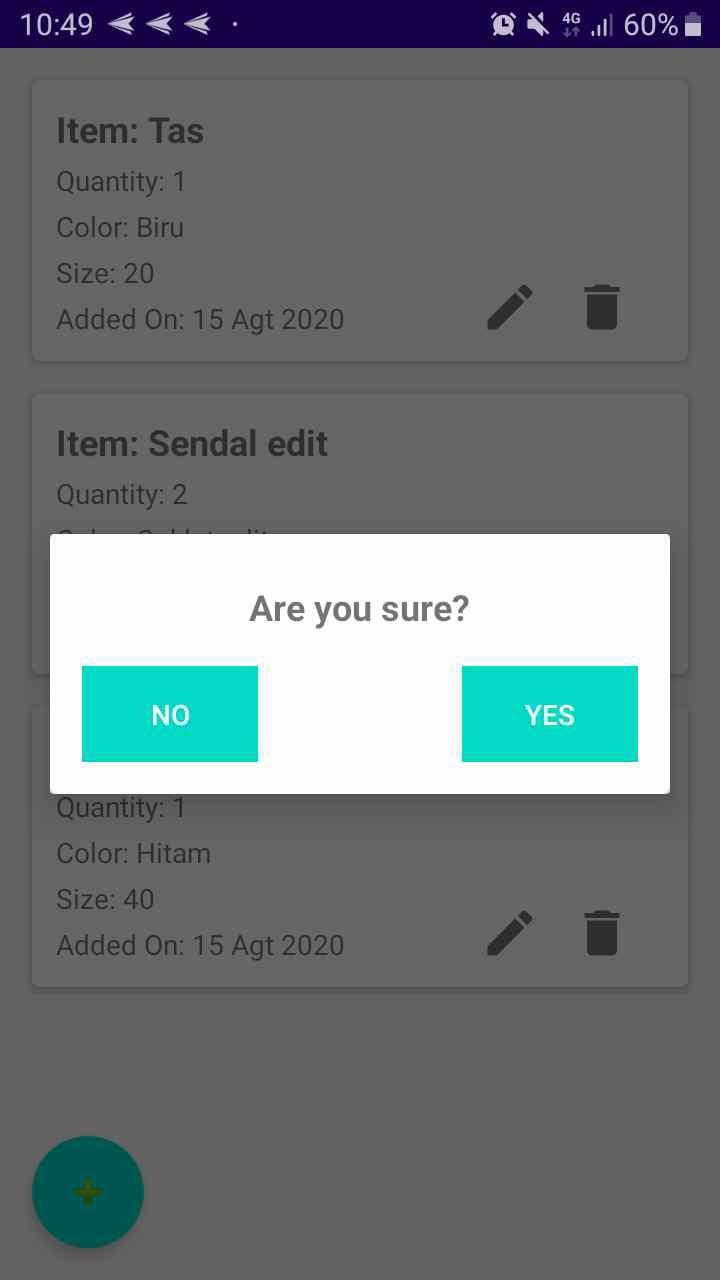 10:49
4G
60%
Item: Tas
Quantity: 1
Color: Biru
Size: 20
Added On: 15 Agt 2020
Item: Sendal edit
Quantity: 2
Are you sure?
NO
YES
Quantity: 1
Color: Hitam
Size: 40
Added On: 15 Agt 2020